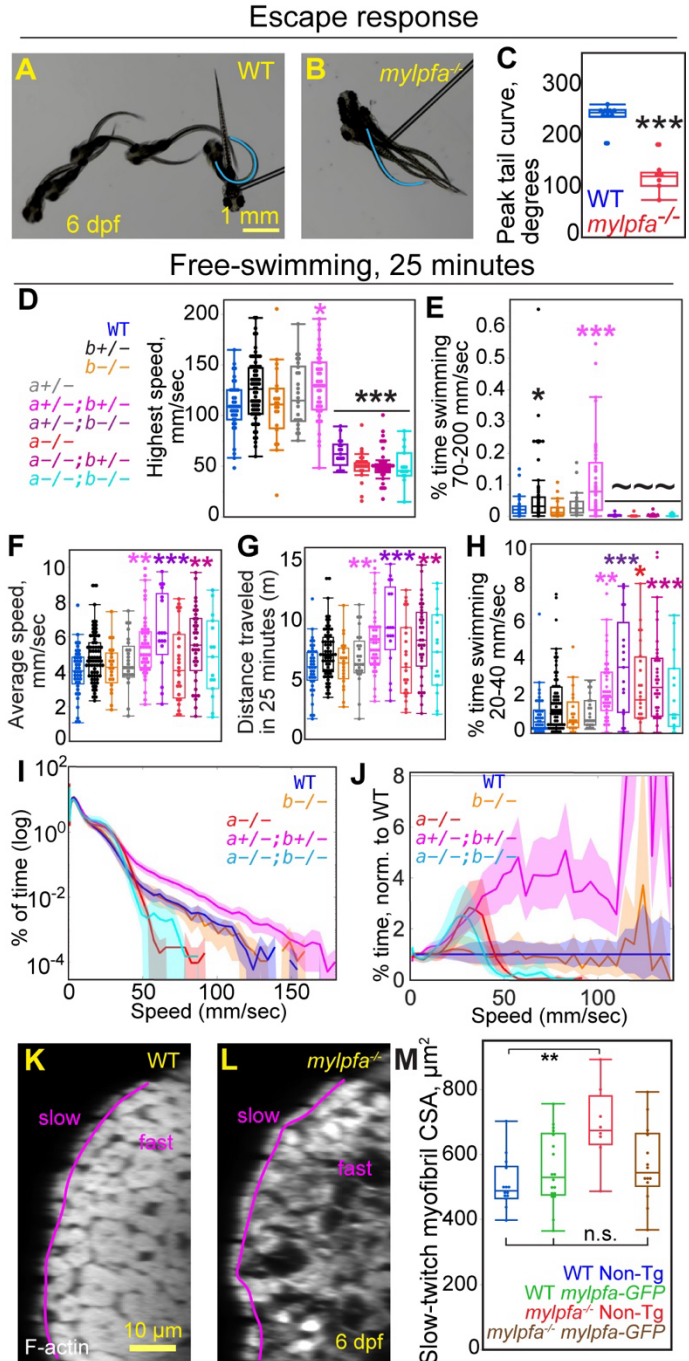 Escape response
A
WT
6 dpf
1 mm
B
mylpfa-/-
C
Peak tail curve,
degrees
300
200
100
0
***
WT
mylpfa-/-
Free-swimming, 25 minutes
WT
b+/-
b-/-
a+/-
a+/-;b+/-
a+/-;b-/-
a-/-
a-/-;b+/-
a-/-;b-/-
D
Highest speed,
mm/sec
200
150
100
50
0
*
***
E
% time swimming
70-200 mm/sec
0.6
0.5
0.4
0.3
0.2
0.1
0
*
***
~~~
F
Average speed,
mm/sec
10
8
6
4
2
0
**
***
**
G
Distance traveled
in 25 minutes (m)
15
10
5
0
**
***
**
H
% time swimming
20-40 mm/sec
10
8
6
4
2
0
**
***
*
***
I
% of time (log)
10^2
10^0
10^-2
10^-4
0
50
100
150
Speed (mm/sec)
WT
b-/-
a-/-
a+/-;b+/-
a-/-;b-/-
J
% time, norm. to WT
8
6
4
2
0
0
50
100
Speed (mm/sec)
WT
b-/-
a-/-
a+/-;b+/-
a-/-;b-/-
K
WT
slow
fast
F-actin
10 µm
L
mylpfa-/-
slow
fast
6 dpf
M
Slow-twitch myofibril CSA, µm²
800
600
400
200
0
**
n.s.
WT Non-Tg
WT mylpfa-GFP
mylpfa-/- Non-Tg
mylpfa-/- mylpfa-GFP